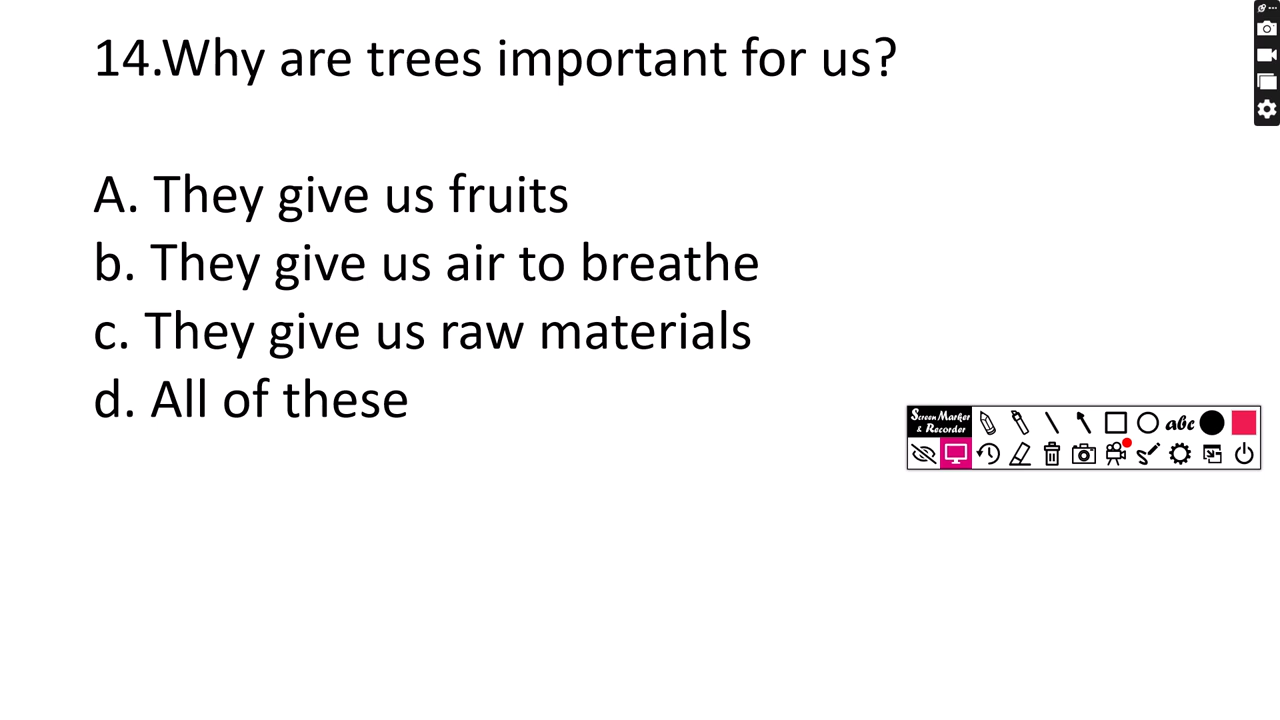 14.Why are trees important for us?
A. They give us fruits
b. They give us air to breathe
c. They give us raw materials
d. All of these
Screen Marker
& Recorder
abc